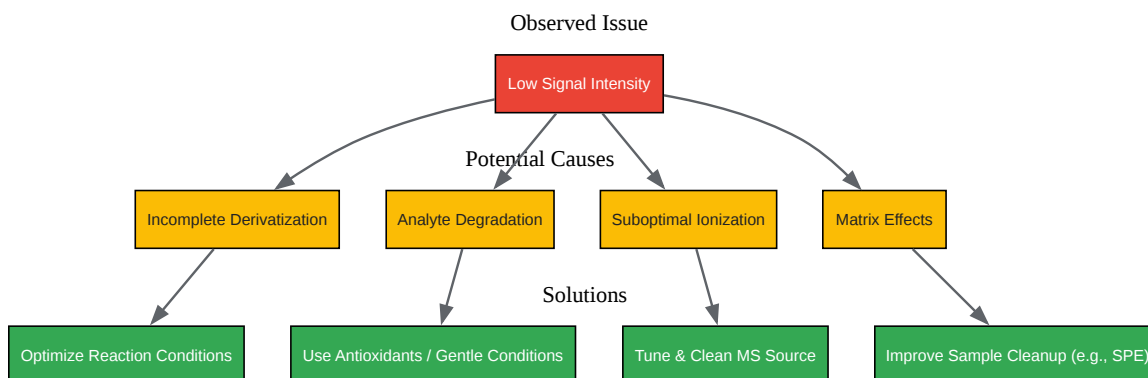 Observed Issue
Low Signal Intensity
Potential Causes
Incomplete Derivatization
Analyte Degradation
Suboptimal Ionization
Matrix Effects
Solutions
Optimize Reaction Conditions
Use Antioxidants / Gentle Conditions
Tune & Clean MS Source
Improve Sample Cleanup (e.g., SPE)